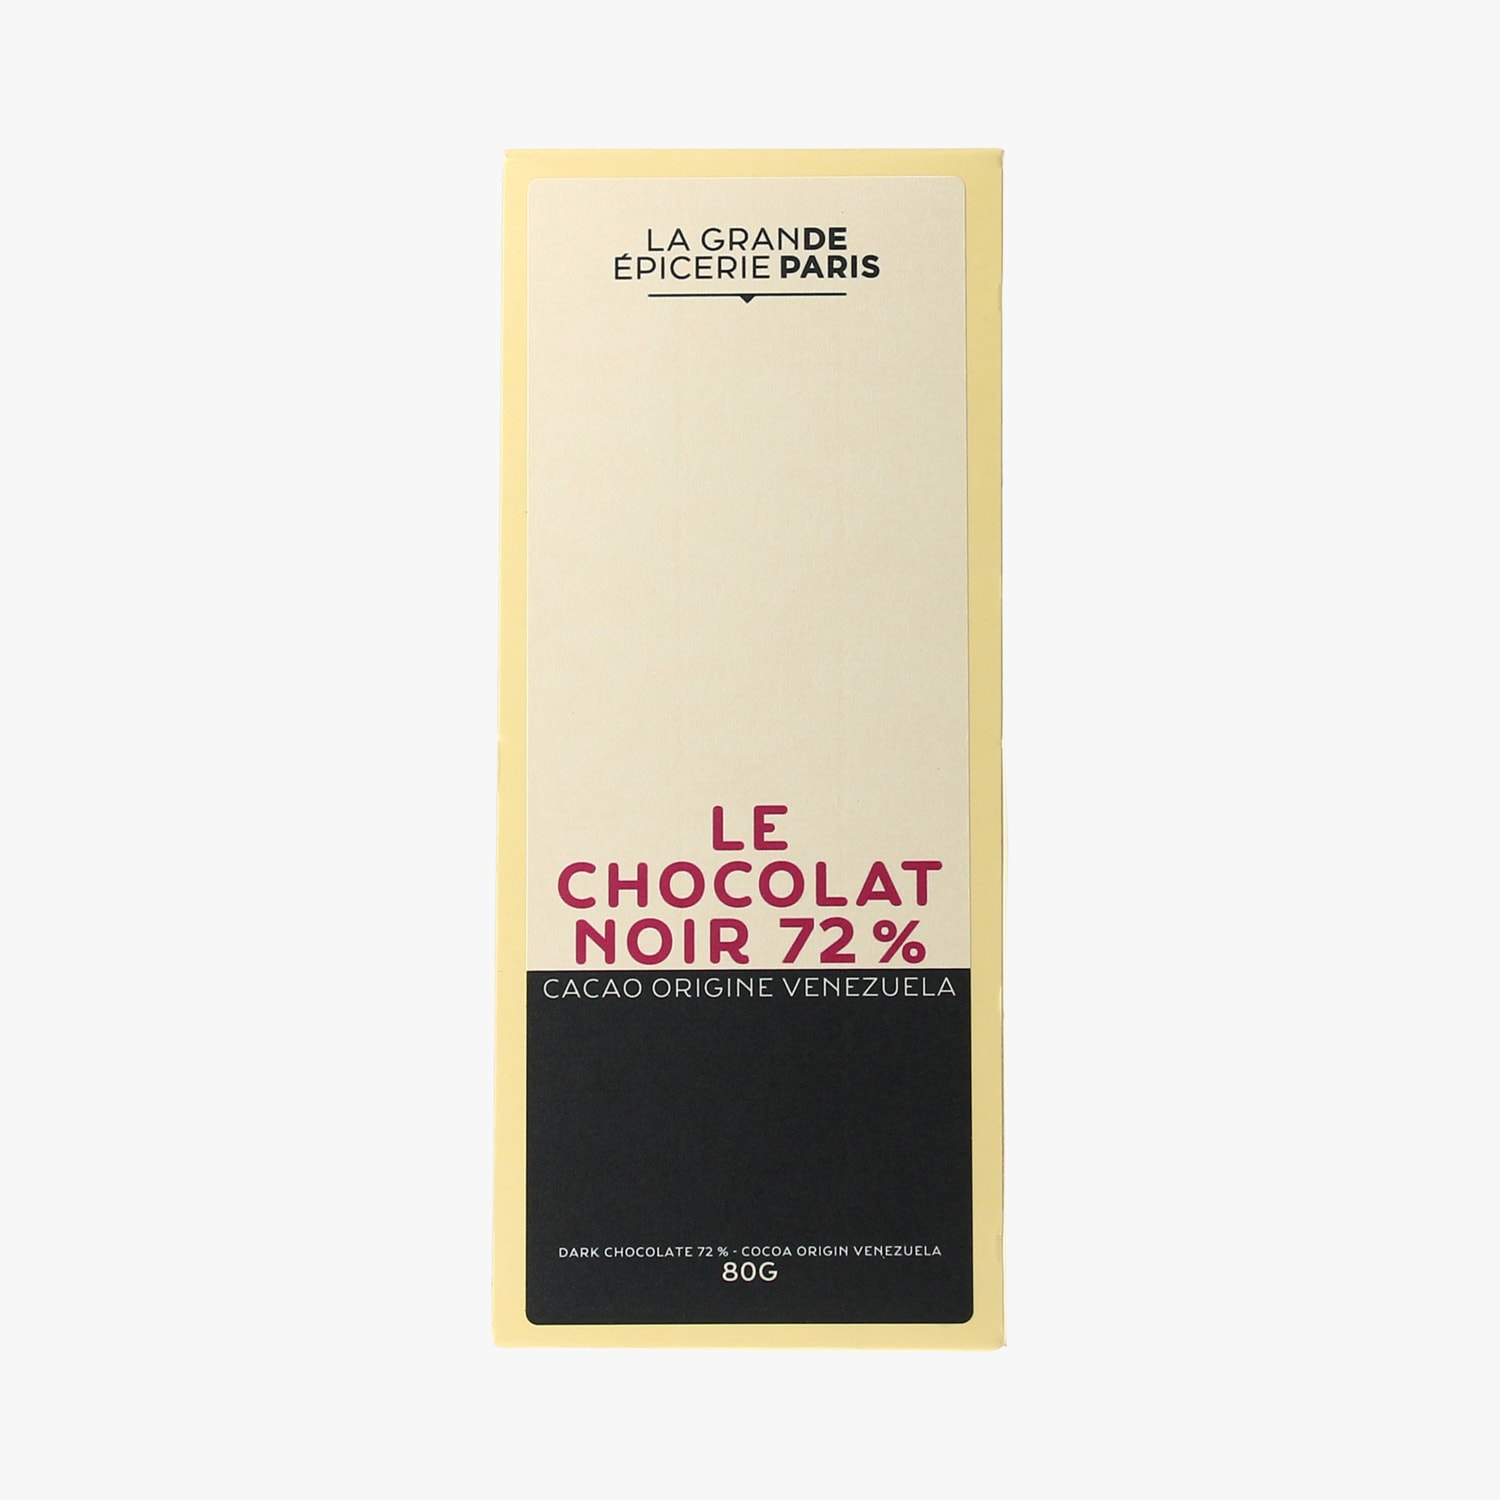 LA GRANDE
ÉPICERIE PARIS
LE
CHOCOLAT
NOIR 72 %
CACAO ORIGINE VENEZUELA
DARK CHOCOLATE 72 % - COCOA ORIGIN VENEZUELA
80G